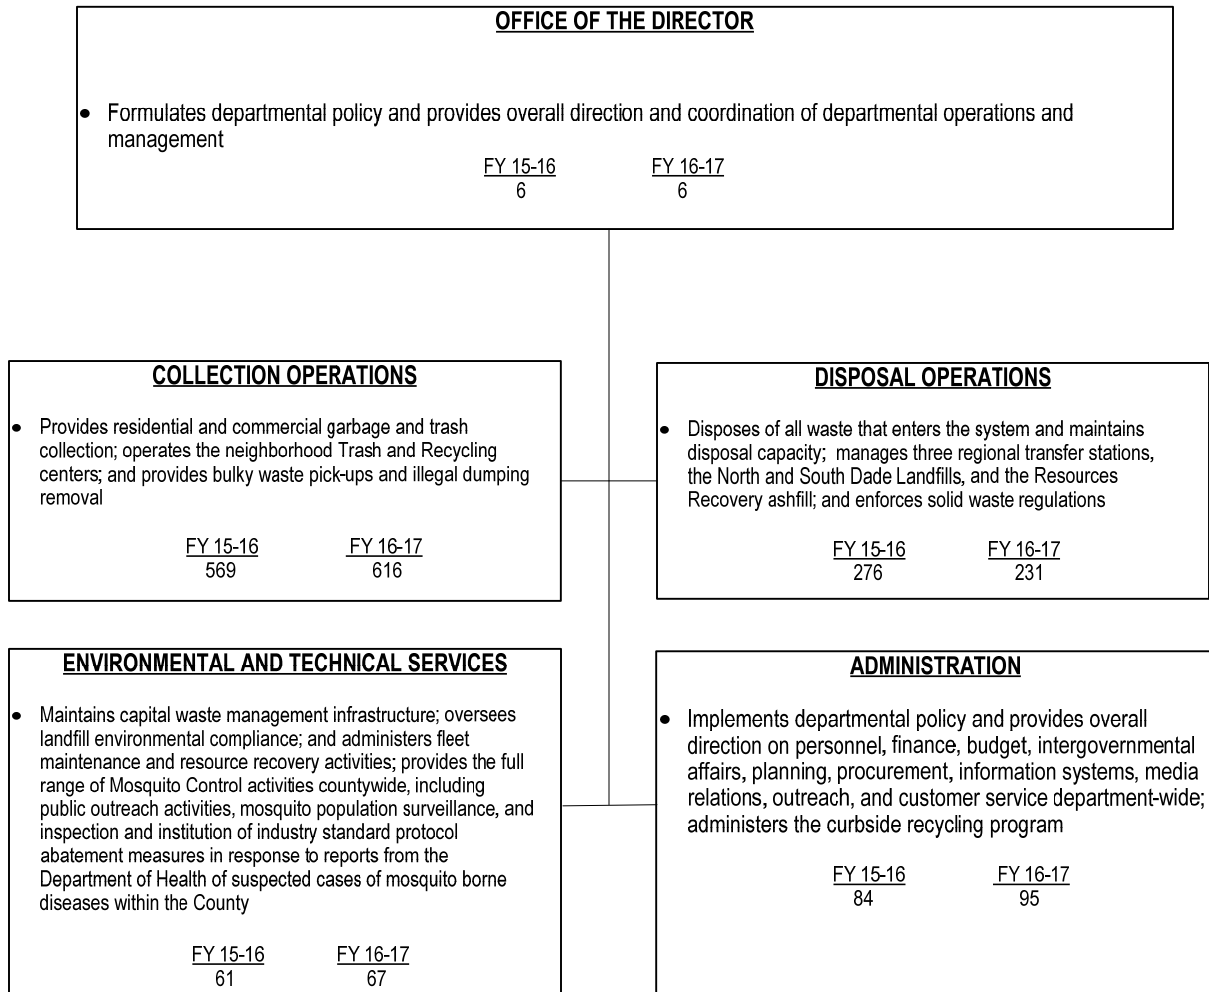 OFFICE OF THE DIRECTOR
• Formulates departmental policy and provides overall direction and coordination of departmental operations and
management
FY 15-16 FY 16-17
6 6
COLLECTION OPERATIONS
• Provides residential and commercial garbage and trash
collection; operates the neighborhood Trash and Recycling
centers; and provides bulky waste pick-ups and illegal dumping
removal
FY 15-16 FY 16-17
569 616
DISPOSAL OPERATIONS
• Disposes of all waste that enters the system and maintains
disposal capacity; manages three regional transfer stations,
the North and South Dade Landfills, and the Resources
Recovery ashfill; and enforces solid waste regulations
FY 15-16 FY 16-17
276 231
ENVIRONMENTAL AND TECHNICAL SERVICES
• Maintains capital waste management infrastructure; oversees
landfill environmental compliance; and administers fleet
maintenance and resource recovery activities; provides the full
range of Mosquito Control activities countywide, including
public outreach activities, mosquito population surveillance, and
inspection and institution of industry standard protocol
abatement measures in response to reports from the
Department of Health of suspected cases of mosquito borne
diseases within the County
FY 15-16 FY 16-17
61 67
ADMINISTRATION
• Implements departmental policy and provides overall
direction on personnel, finance, budget, intergovernmental
affairs, planning, procurement, information systems, media
relations, outreach, and customer service department-wide;
administers the curbside recycling program
FY 15-16 FY 16-17
84 95